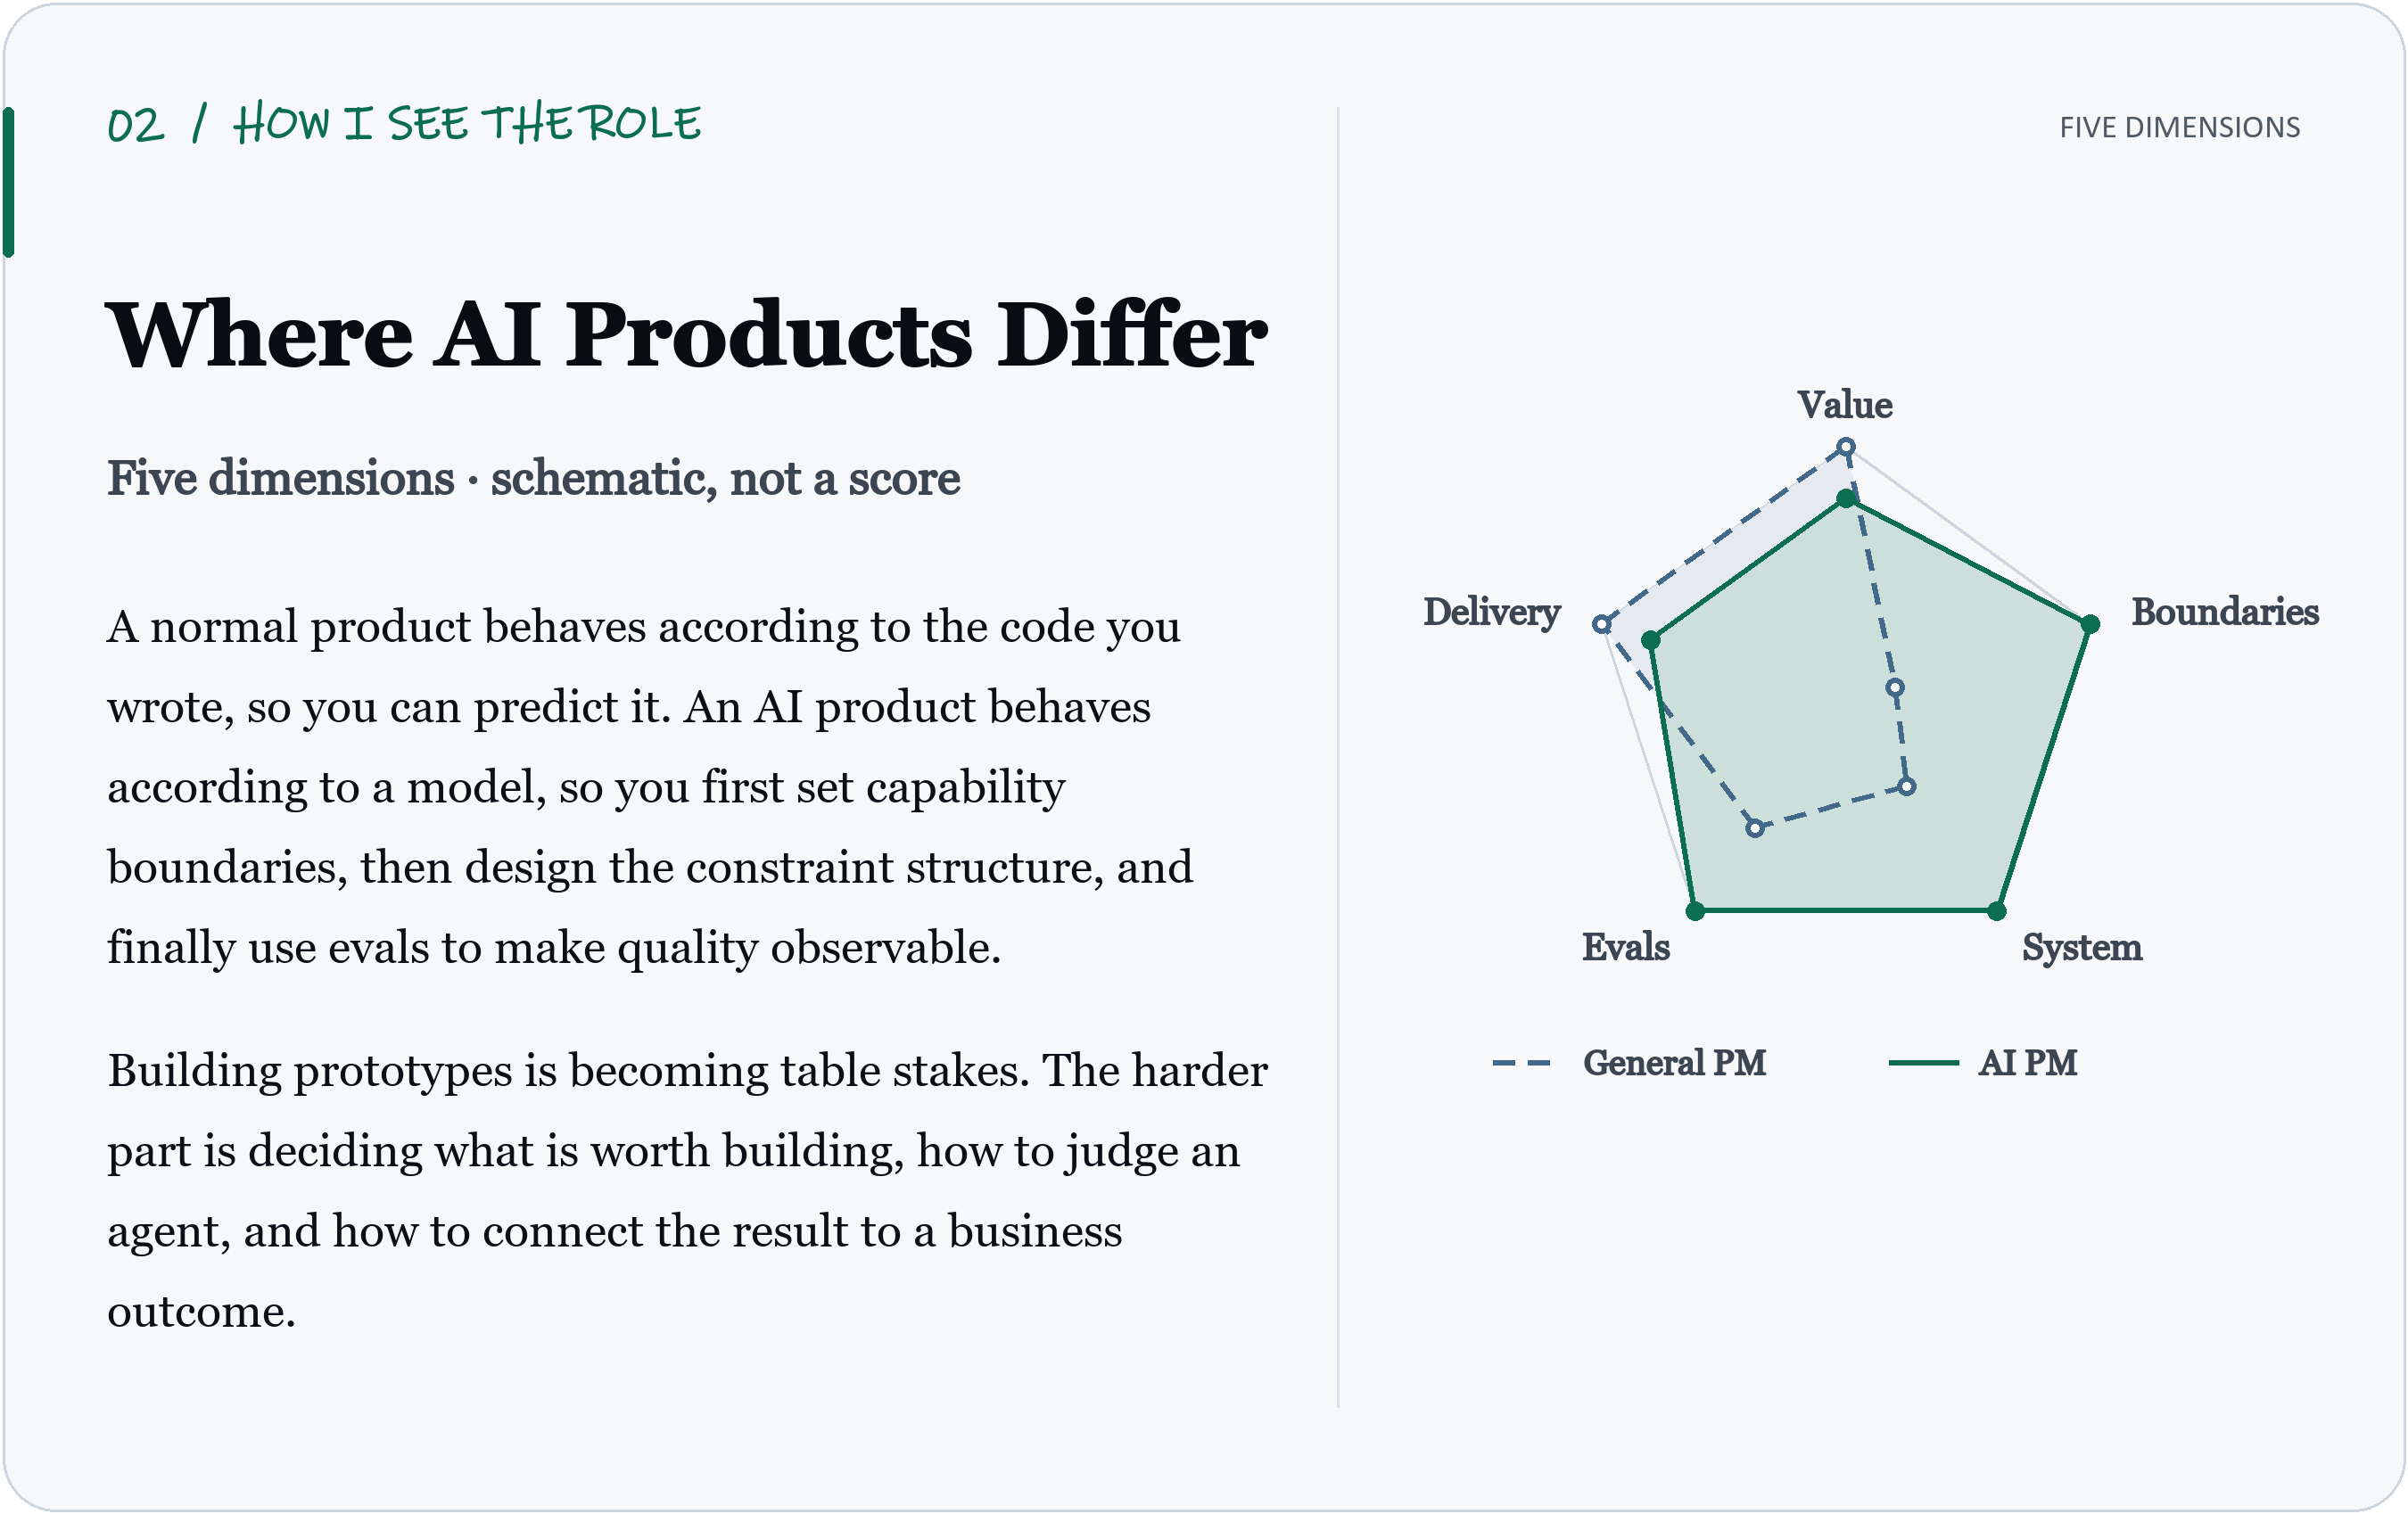 02 / HOW I SEE THE ROLE
FIVE DIMENSIONS
Where AI Products Differ
Five dimensions · schematic, not a score
A normal product behaves according to the code you
wrote, so you can predict it. An AI product behaves
according to a model, so you first set capability
boundaries, then design the constraint structure, and
finally use evals to make quality observable.
Building prototypes is becoming table stakes. The harder
part is deciding what is worth building, how to judge an
agent, and how to connect the result to a business
outcome.
Value
Delivery
Boundaries
Evals
System
General PM
AI PM